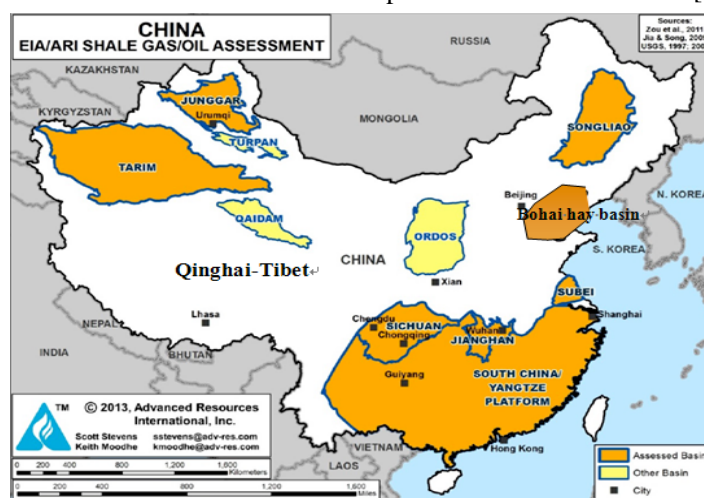 CHINA
EIA/ARI SHALE GAS/OIL ASSESSMENT
Sources:
Zou et al., 2011
Jiu & Song, 200
USGS, 1997; 200
RUSSIA
KAZAKHSTAN
KYRGYZSTAN
MONGOLIA
JUNGGAR
Urumqi
TURPAN
TARIM
QAIDAM
SONGLIAO
Beijing
Bohai hay basin
N. KOREA
S. KOREA
ORDOS
CHINA
Qinghai-Tibet
Xian
SUBEI
Shanghai
NEPAL
Lhasa
BHUTAN
INDIA
Chengdu
SICHUAN
Chongqing
Wuhan
JIANGHAN
Guiyang
SOUTH CHINA/
YANGTZE
PLATFORM
Hong Kong
VIETNAM
LAOS
TM
© 2013, Advanced Resources
International, Inc.
Scott Stevens sstevens@adv-res.com
Keith Moodhe kmoodhe@adv-res.com
0 200 400 800 1,200 1,600
Kilometers
0 200 400 800 1,200 1,600
Miles
Assessed Basin
Other Basin
City